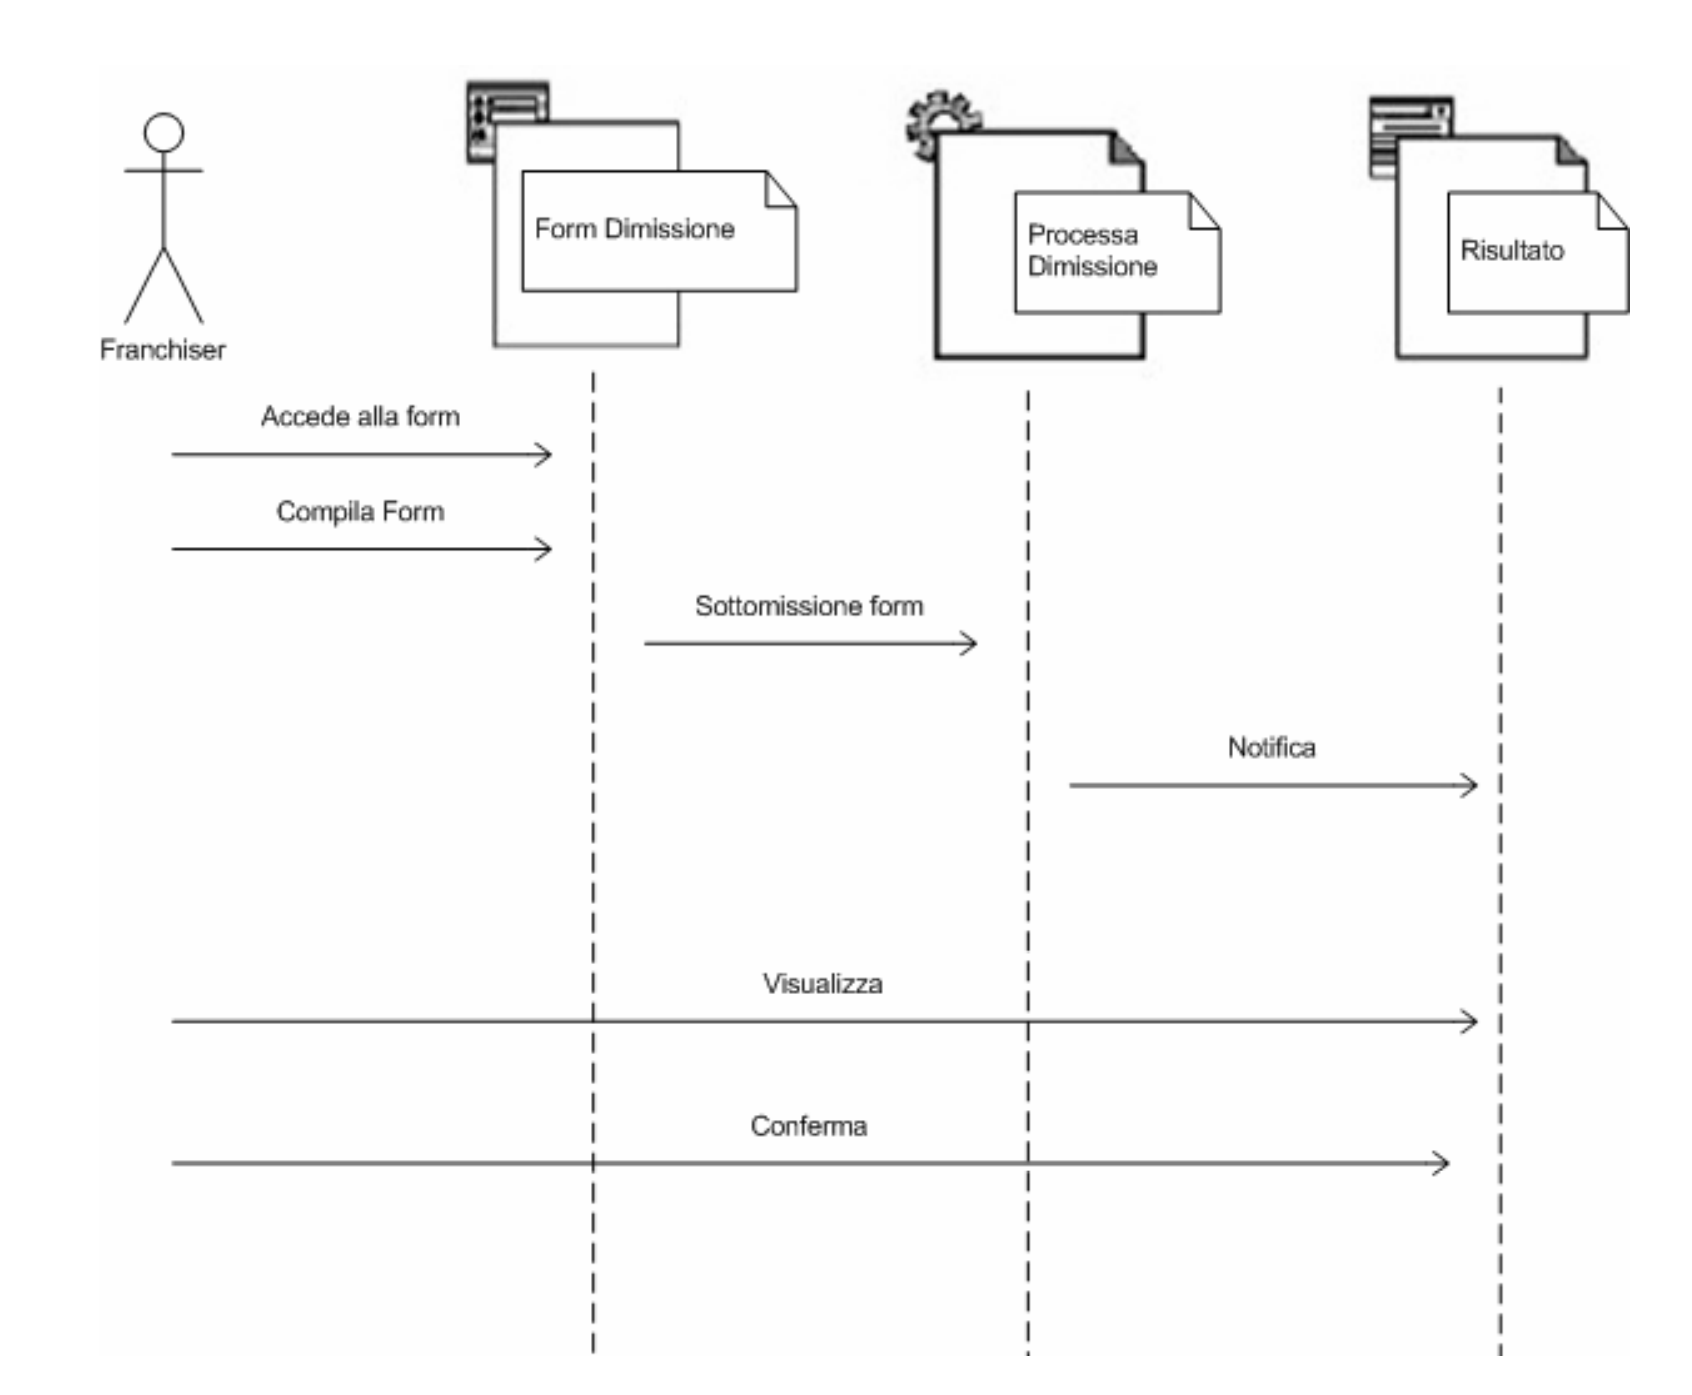 Form Dimissione
Processa
Dimissione
Risultato
Franchiser
Accede alla form
Compila Form
Sottomissione form
Notifica
Visualizza
Conferma